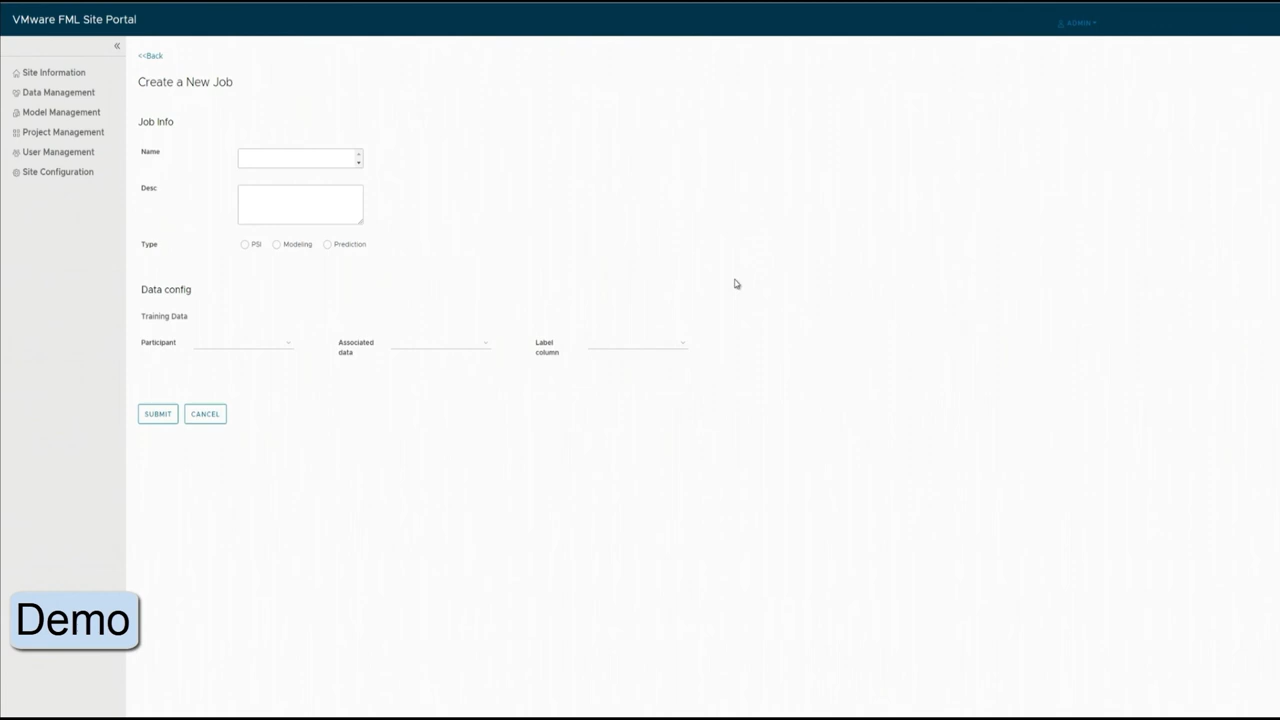 VMware FML Site Portal
ADMIN
«
Site Information
Data Management
Model Management
Project Management
User Management
Site Configuration
<<Back
Create a New Job
Job Info
Name
Desc
Type PSI Modeling Prediction
Data config
Training Data
Participant Associated data Label column
SUBMIT CANCEL
Demo